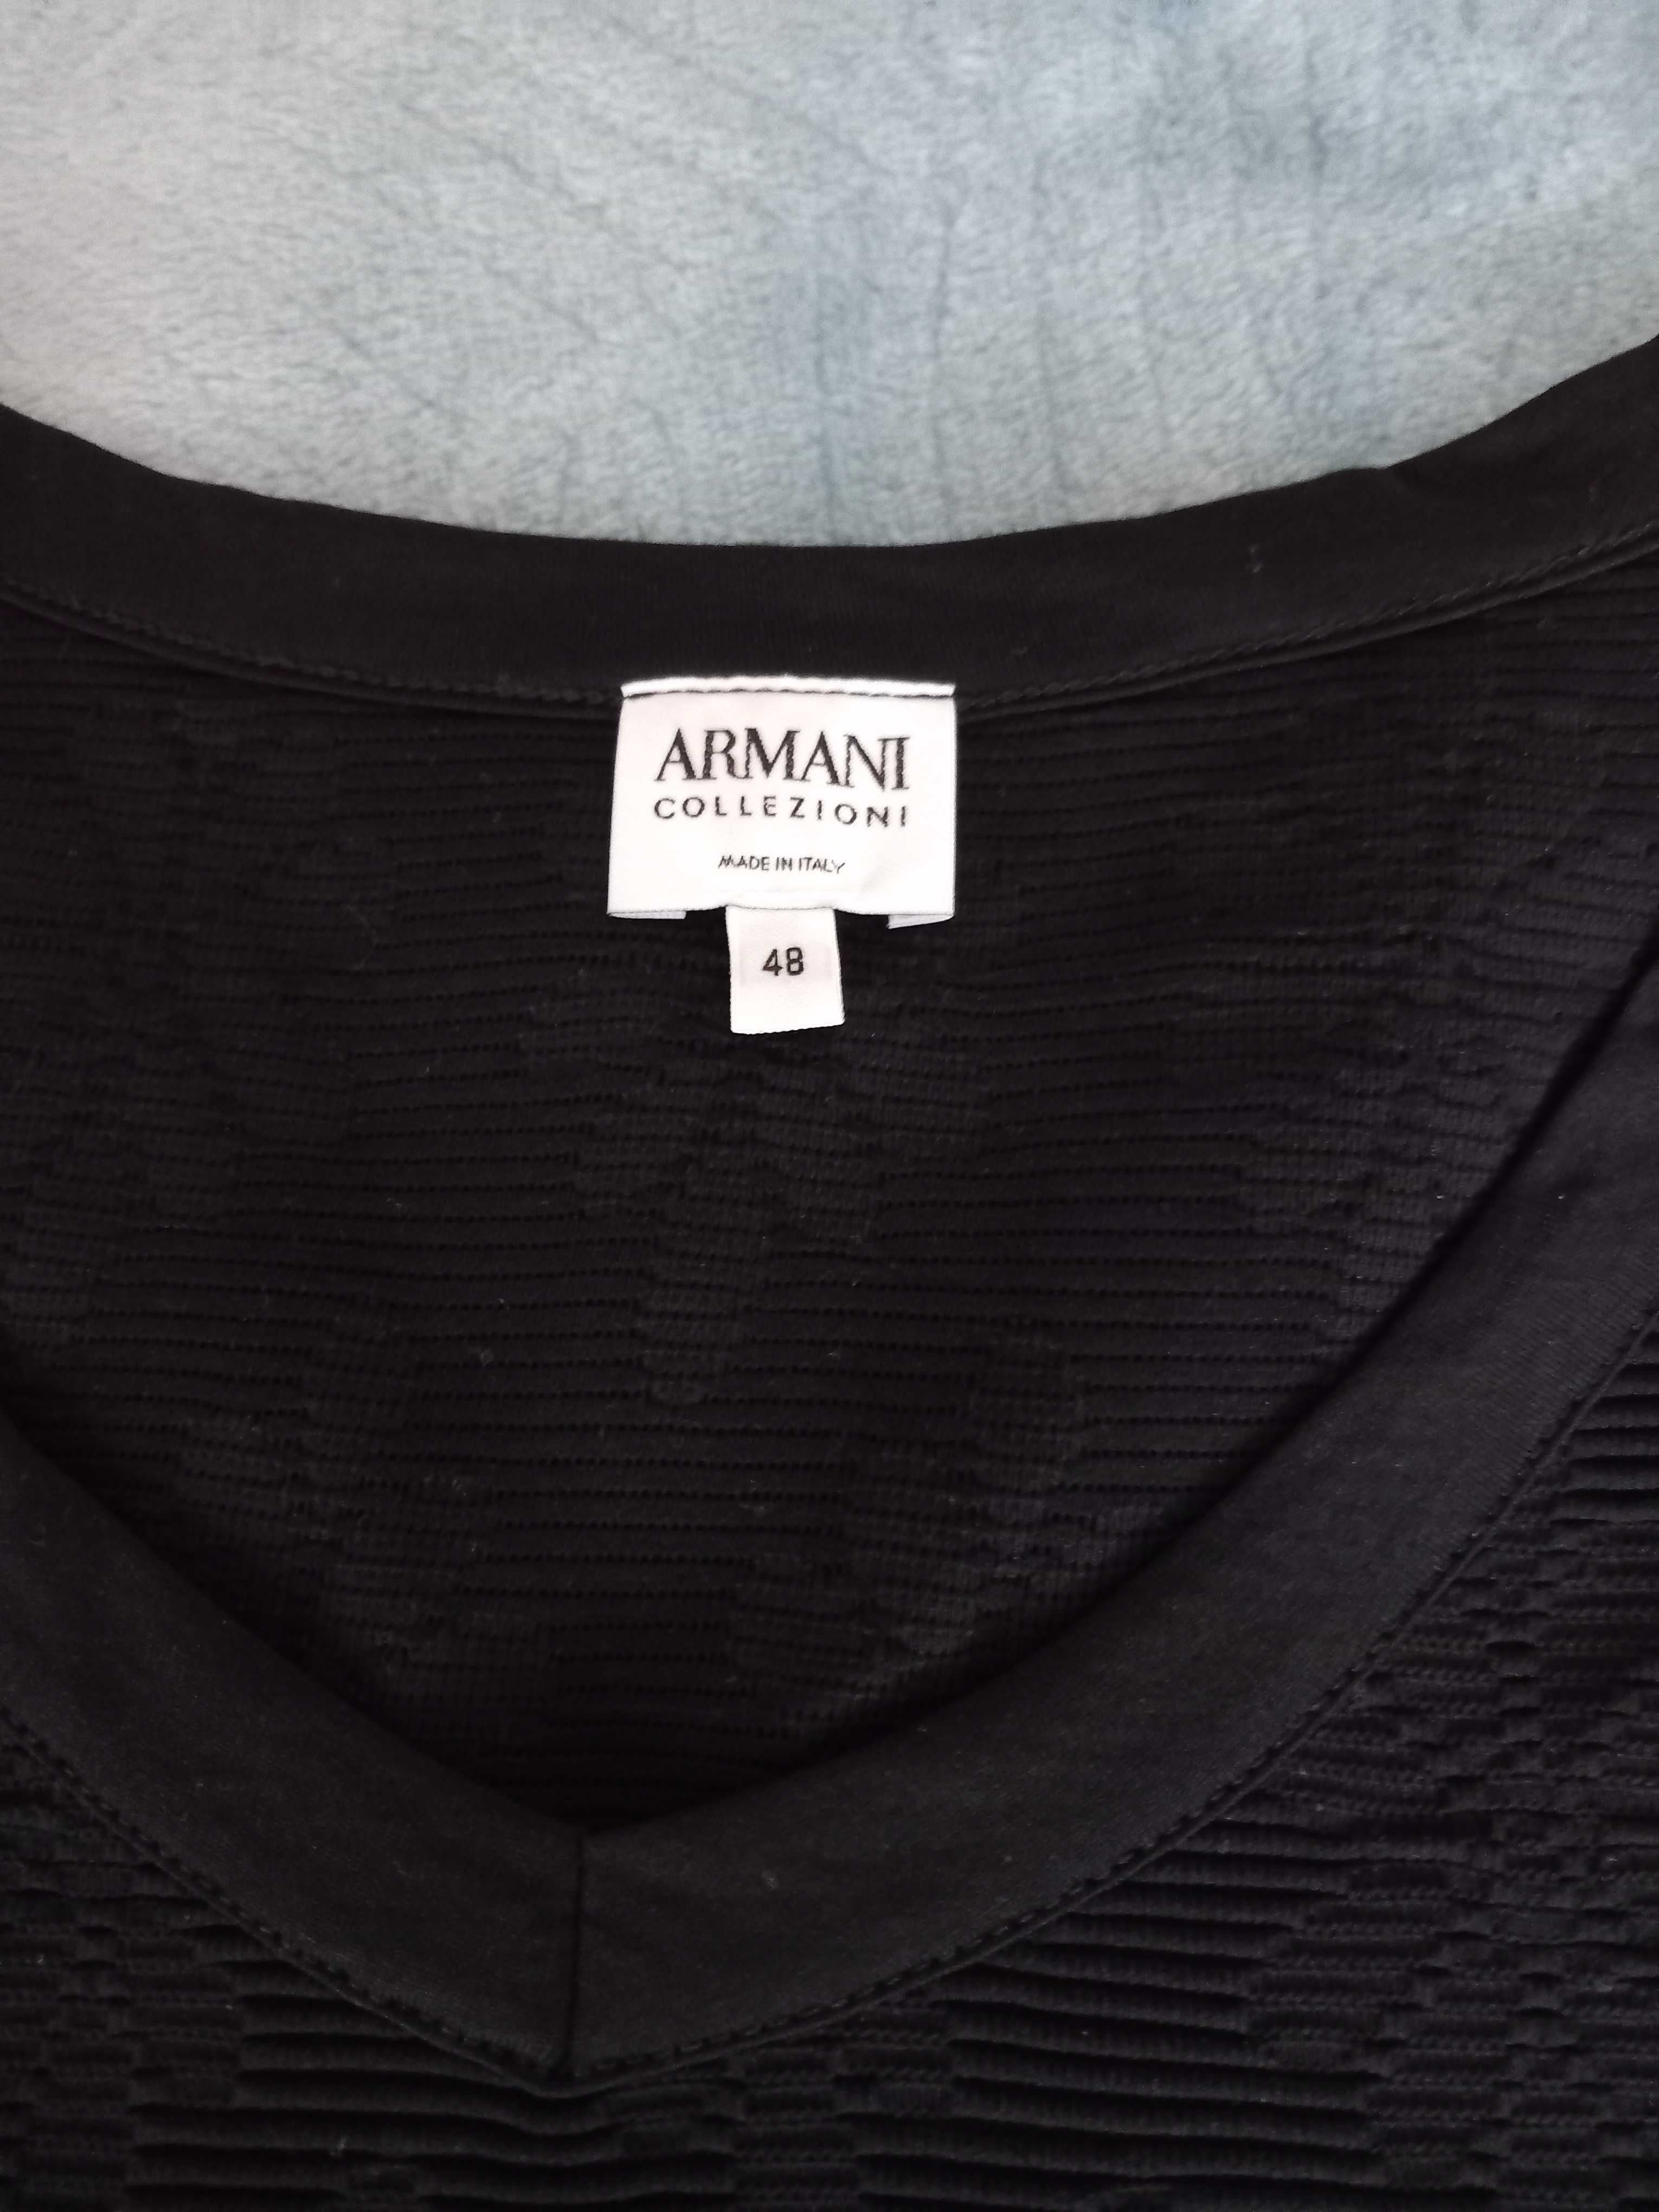 ARMANI
COLLEZIONI
MADE IN ITALY
48